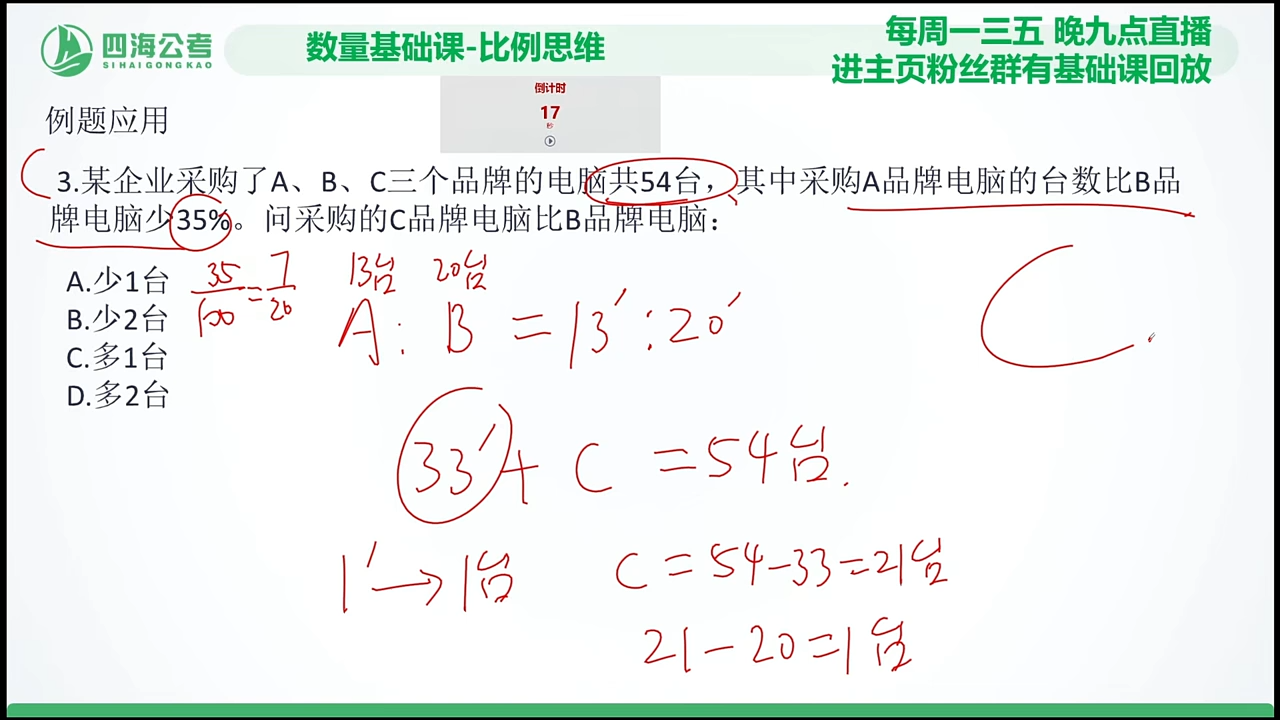 四海公考
SIHAIGONGKAO
数量基础课-比例思维
每周一三五 晚九点直播
进主页粉丝群有基础课回放
倒计时
17
秒
例题应用
3.某企业采购了A、B、C三个品牌的电脑共54台，其中采购A品牌电脑的台数比B品
牌电脑少35%。问采购的C品牌电脑比B品牌电脑：
A.少1台
B.少2台
C.多1台
D.多2台
35/100=7/20
13台 20台
A : B = 13′ : 20′
C
33′+ C = 54台.
1′→1台
C = 54-33=21台
21-20=1台